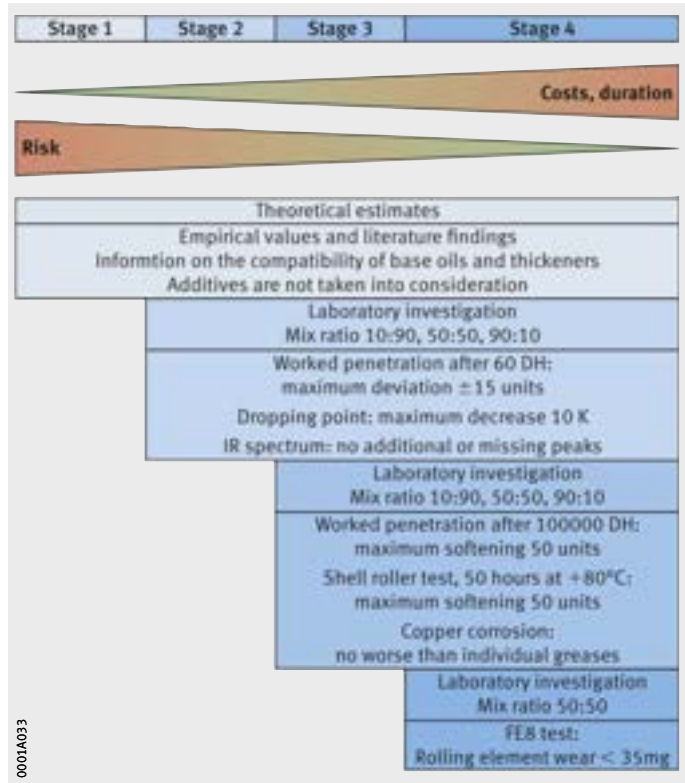 Stage 1 Stage 2 Stage 3 Stage 4
Costs, duration
Risk
Theoretical estimates
Empirical values and literature findings
Informtion on the compatibility of base oils and thickeners
Additives are not taken into consideration
Laboratory investigation
Mix ratio 10:90, 50:50, 90:10
Worked penetration after 60 DH:
maximum deviation ±15 units
Dropping point: maximum decrease 10 K
IR spectrum: no additional or missing peaks
Laboratory investigation
Mix ratio 10:90, 50:50, 90:10
Worked penetration after 100000 DH:
maximum softening 50 units
Shell roller test, 50 hours at +80°C:
maximum softening 50 units
Copper corrosion:
no worse than individual greases
Laboratory investigation
Mix ratio 50:50
FE8 test:
Rolling element wear < 35mg
0001A033